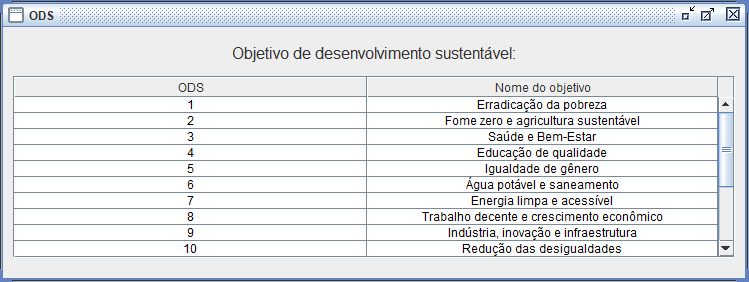 ODS
Objetivo de desenvolvimento sustentável:
ODS Nome do objetivo
1 Erradicação da pobreza
2 Fome zero e agricultura sustentável
3 Saúde e Bem-Estar
4 Educação de qualidade
5 Igualdade de gênero
6 Água potável e saneamento
7 Energia limpa e acessível
8 Trabalho decente e crescimento econômico
9 Indústria, inovação e infraestrutura
10 Redução das desigualdades